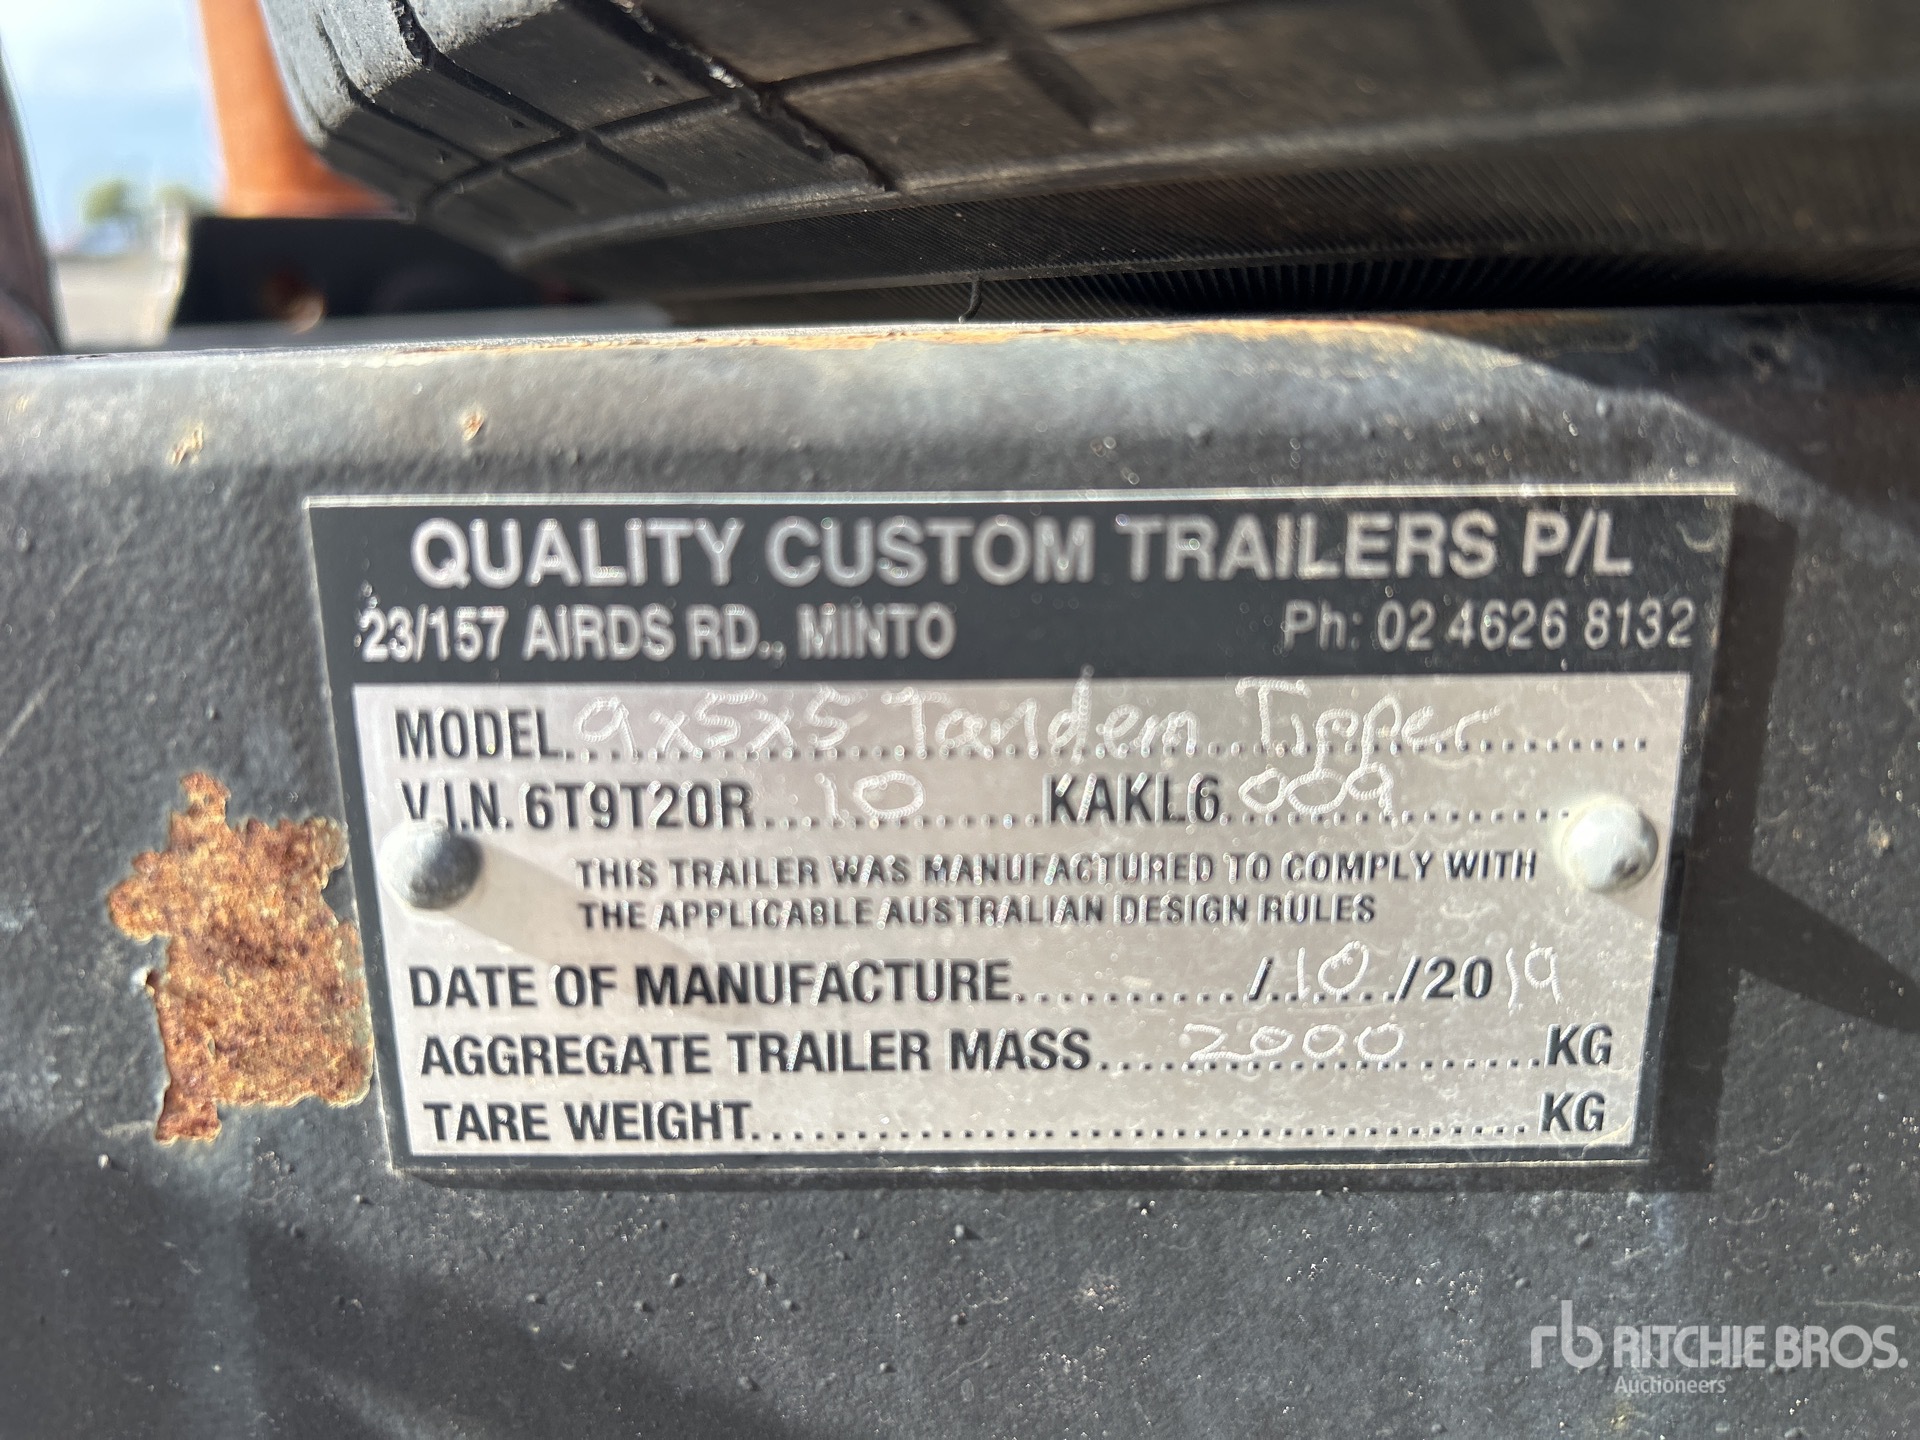 QUALITY CUSTOM TRAILERS P/L
23/157 AIRDS RD., MINTO Ph: 02 4626 8132
MODEL 9x5x5 Tandem Tipper
V.I.N. 6T9T20R 10 KAKL6 009
THIS TRAILER WAS MANUFACTURED TO COMPLY WITH
THE APPLICABLE AUSTRALIAN DESIGN RULES
DATE OF MANUFACTURE.........../10/2019
AGGREGATE TRAILER MASS 2000 KG
TARE WEIGHT.................................KG
rb RITCHIE BROS.
Auctioneers